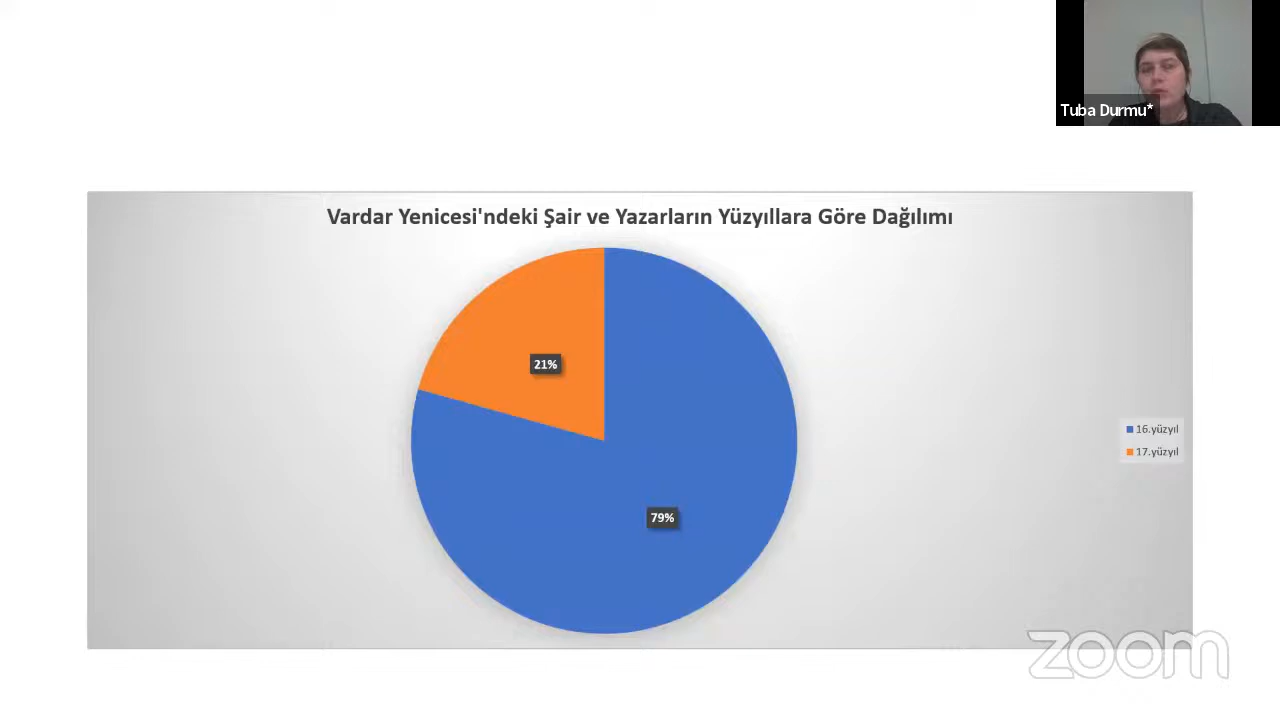 Tuba Durmu*
Vardar Yenicesi'ndeki Şair ve Yazarların Yüzyıllara Göre Dağılımı
21%
16.yüzyıl
17.yüzyıl
79%
zoom